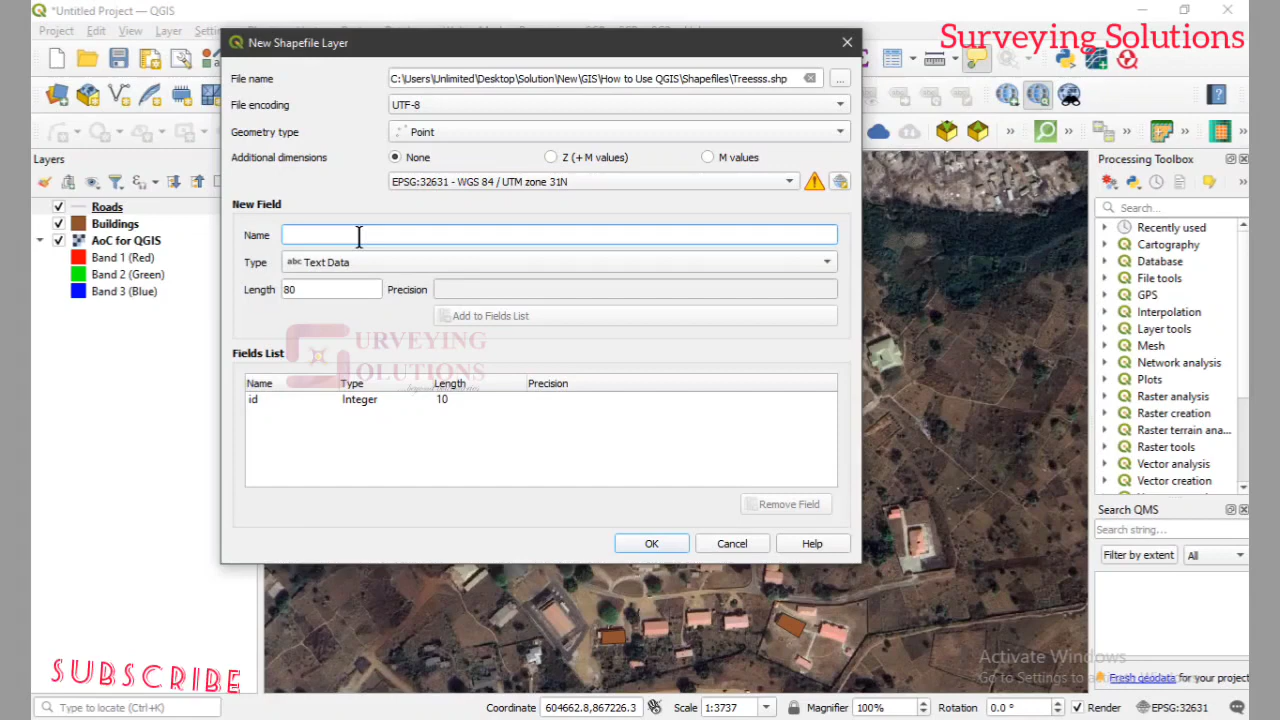 *Untitled Project — QGIS
Project Edit View Layer
Surveying Solutions
New Shapefile Layer
File name C:\Users\Unlimited\Desktop\Solution\New\GIS\How to Use QGIS\Shapefiles\Treesss.shp ...
File encoding UTF-8
Geometry type Point
Additional dimensions None Z (+ M values) M values
EPSG:32631 - WGS 84 / UTM zone 31N
New Field
Name
Type abc Text Data
Length 80 Precision
Add to Fields List
SURVEYING
SOLUTIONS
Fields List
Name Type Length Precision
id Integer 10
Remove Field
OK Cancel Help
Layers
Roads
Buildings
AoC for QGIS
Band 1 (Red)
Band 2 (Green)
Band 3 (Blue)
Processing Toolbox
Search...
Recently used
Cartography
Database
File tools
GPS
Interpolation
Layer tools
Mesh
Network analysis
Plots
Raster analysis
Raster creation
Raster terrain ana...
Raster tools
Vector analysis
Vector creation
Search QMS
Search string...
Filter by extent All
Activate Windows
Go to Settings to
Fresh geodata for your project
SUBSCRIBE
Type to locate (Ctrl+K) Coordinate 604662.8,867226.3 Scale 1:3737 Magnifier 100% Rotation 0.0 ° Render EPSG:32631